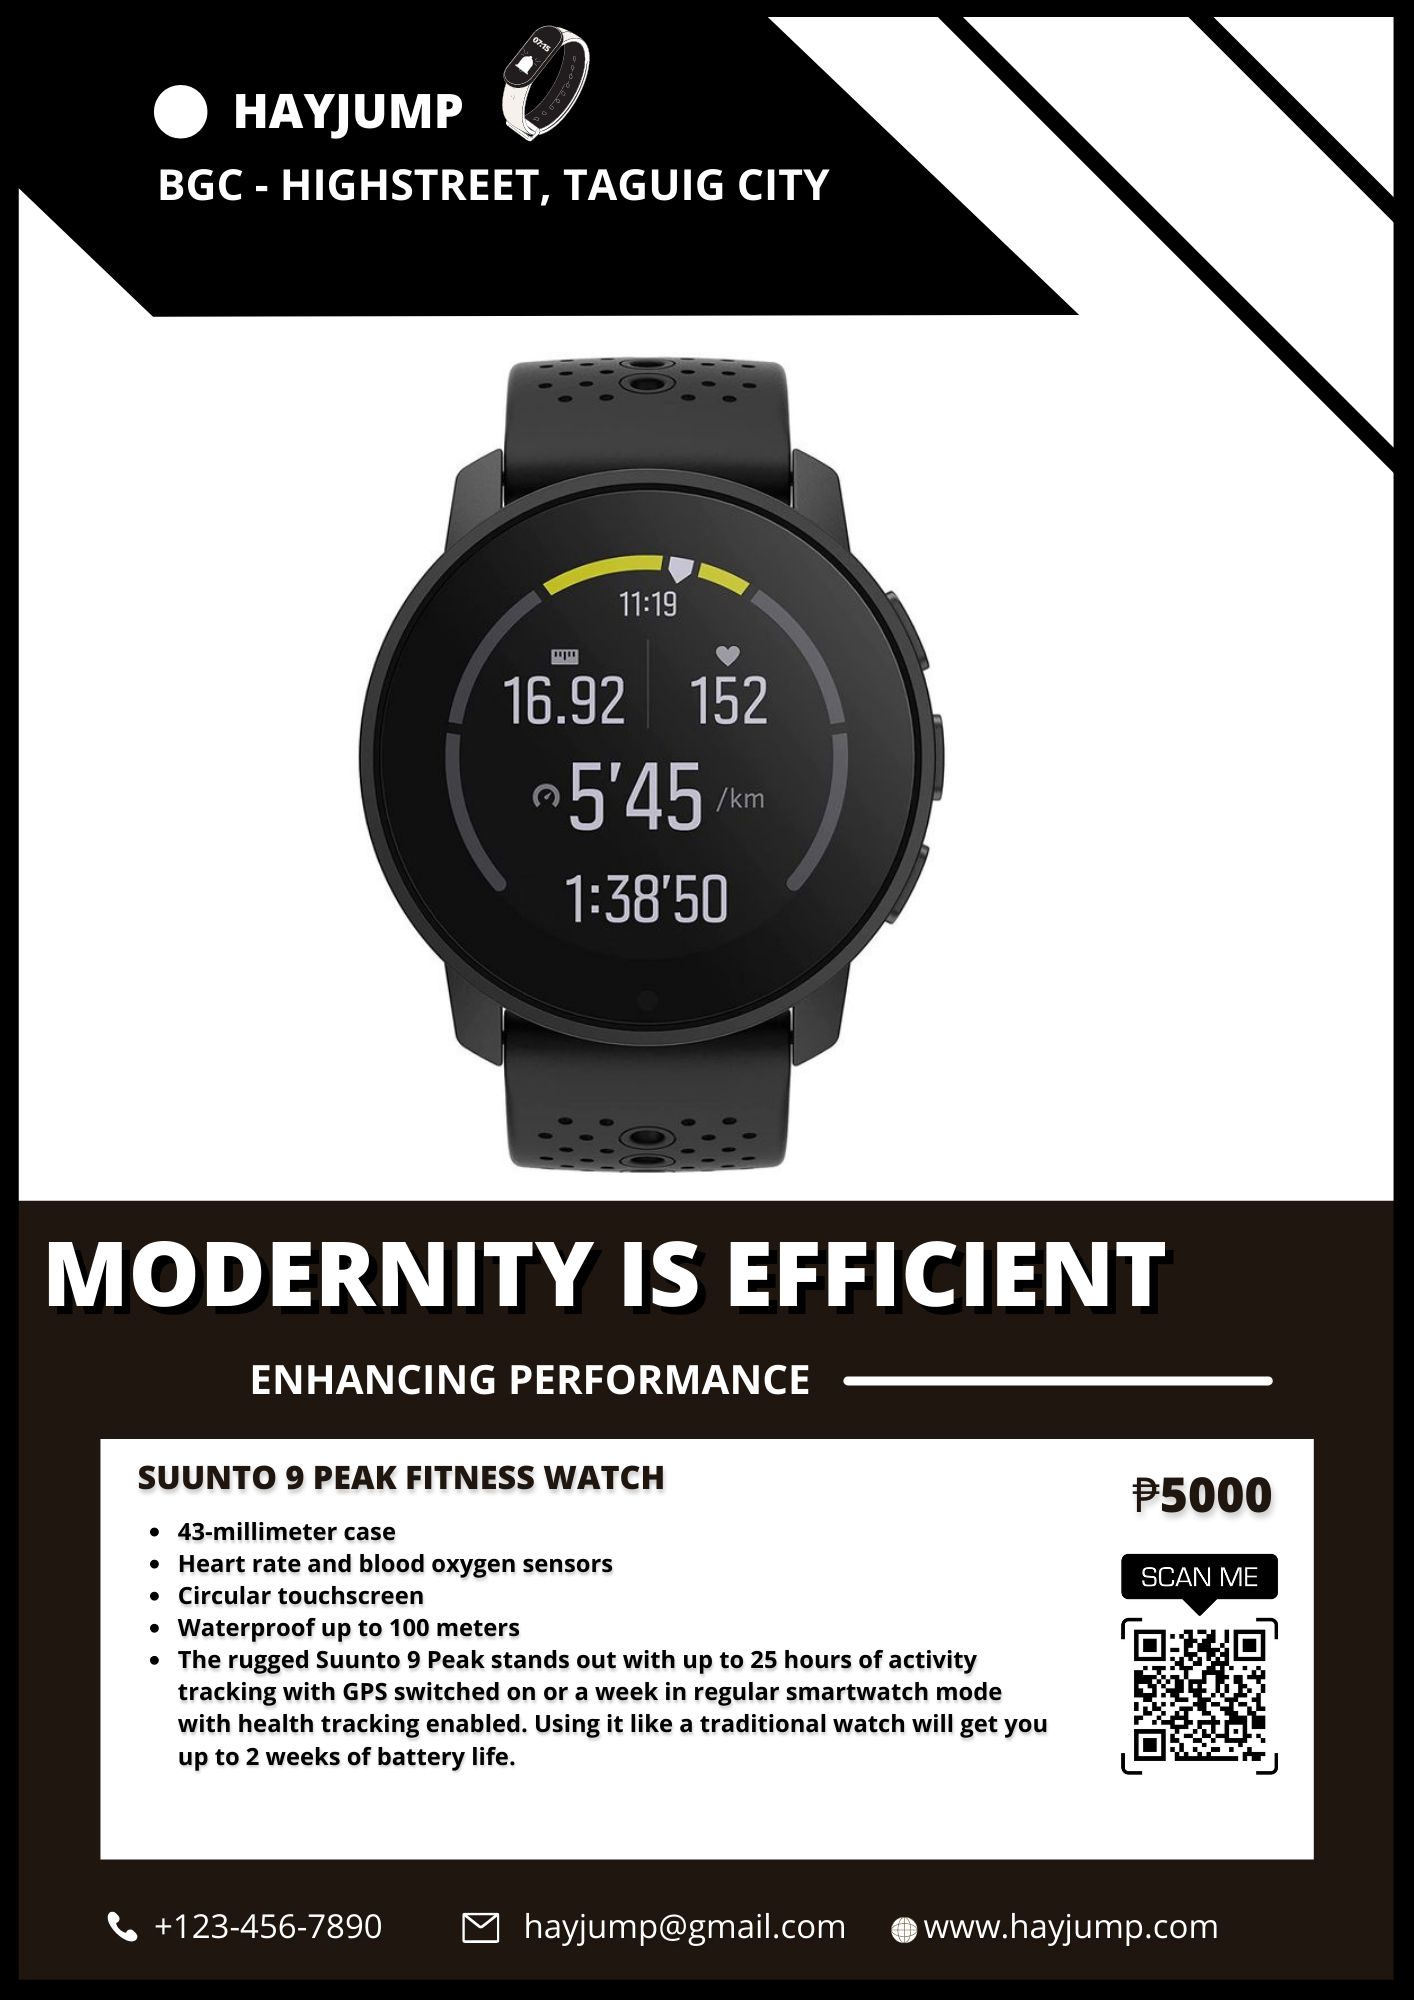 07:15
HAYJUMP
BGC - HIGHSTREET, TAGUIG CITY
11:19
16.92 152
5'45 /km
1:38'50
MODERNITY IS EFFICIENT
ENHANCING PERFORMANCE
SUUNTO 9 PEAK FITNESS WATCH
₱5000
• 43-millimeter case
• Heart rate and blood oxygen sensors
• Circular touchscreen
• Waterproof up to 100 meters
• The rugged Suunto 9 Peak stands out with up to 25 hours of activity
tracking with GPS switched on or a week in regular smartwatch mode
with health tracking enabled. Using it like a traditional watch will get you
up to 2 weeks of battery life.
SCAN ME
+123-456-7890 hayjump@gmail.com www.hayjump.com